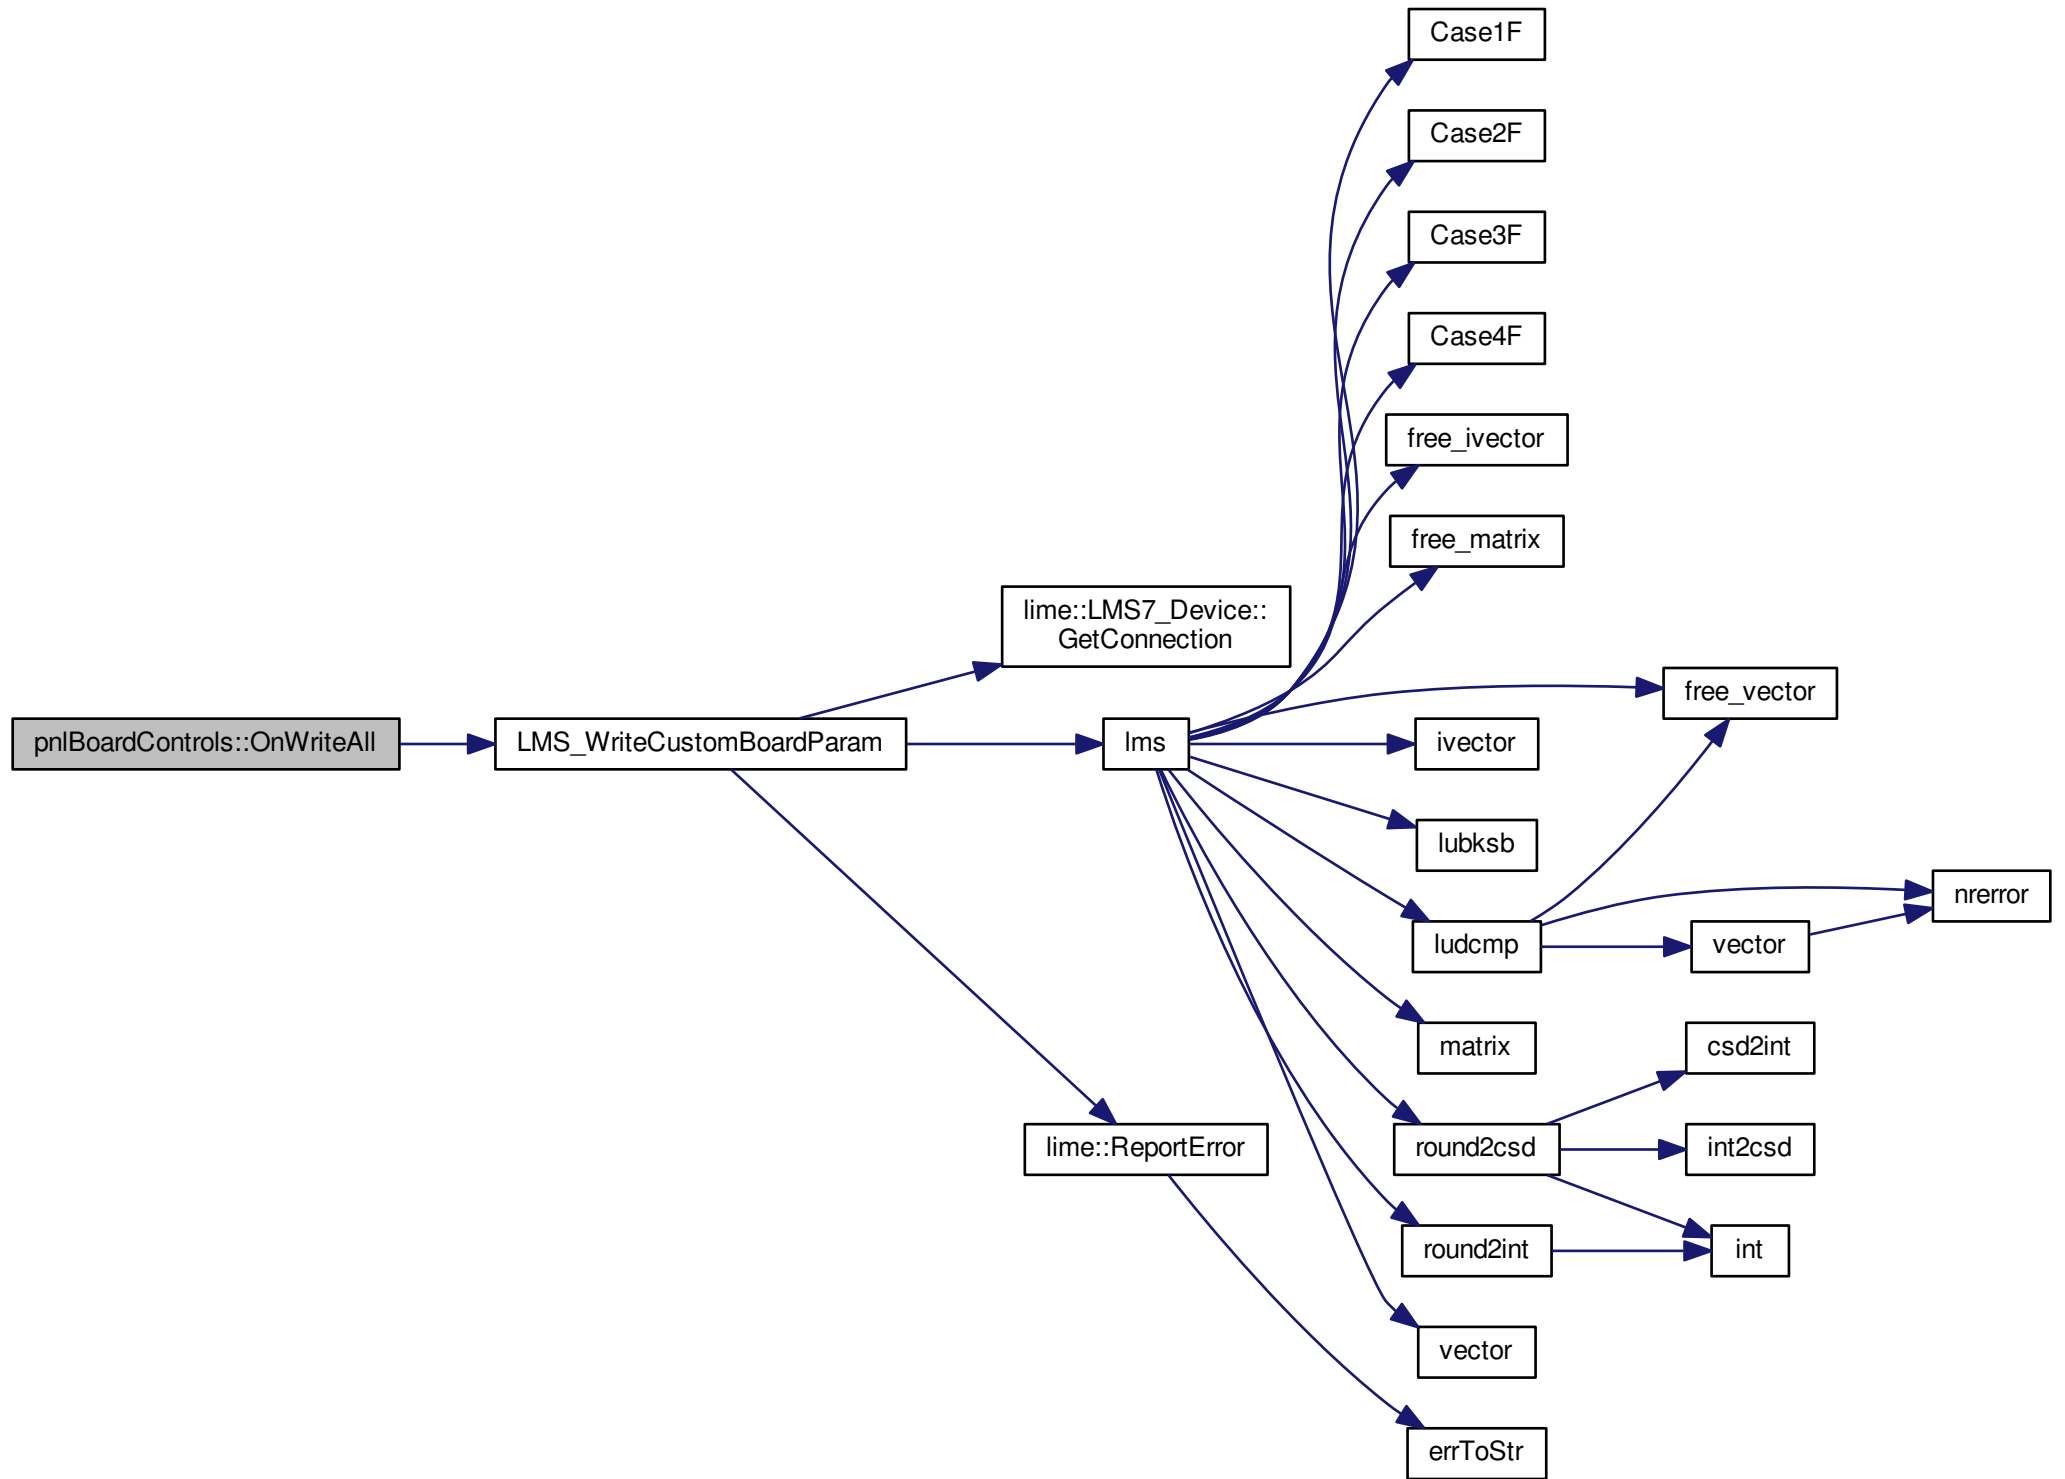 Case1F
Case2F
Case3F
Case4F
free_ivector
free_matrix
lime::LMS7_Device::
GetConnection
free_vector
pnlBoardControls::OnWriteAll
LMS_WriteCustomBoardParam
lms
ivector
lubksb
nrerror
ludcmp
vector
matrix
csd2int
lime::ReportError
round2csd
int2csd
round2int
int
vector
errToStr